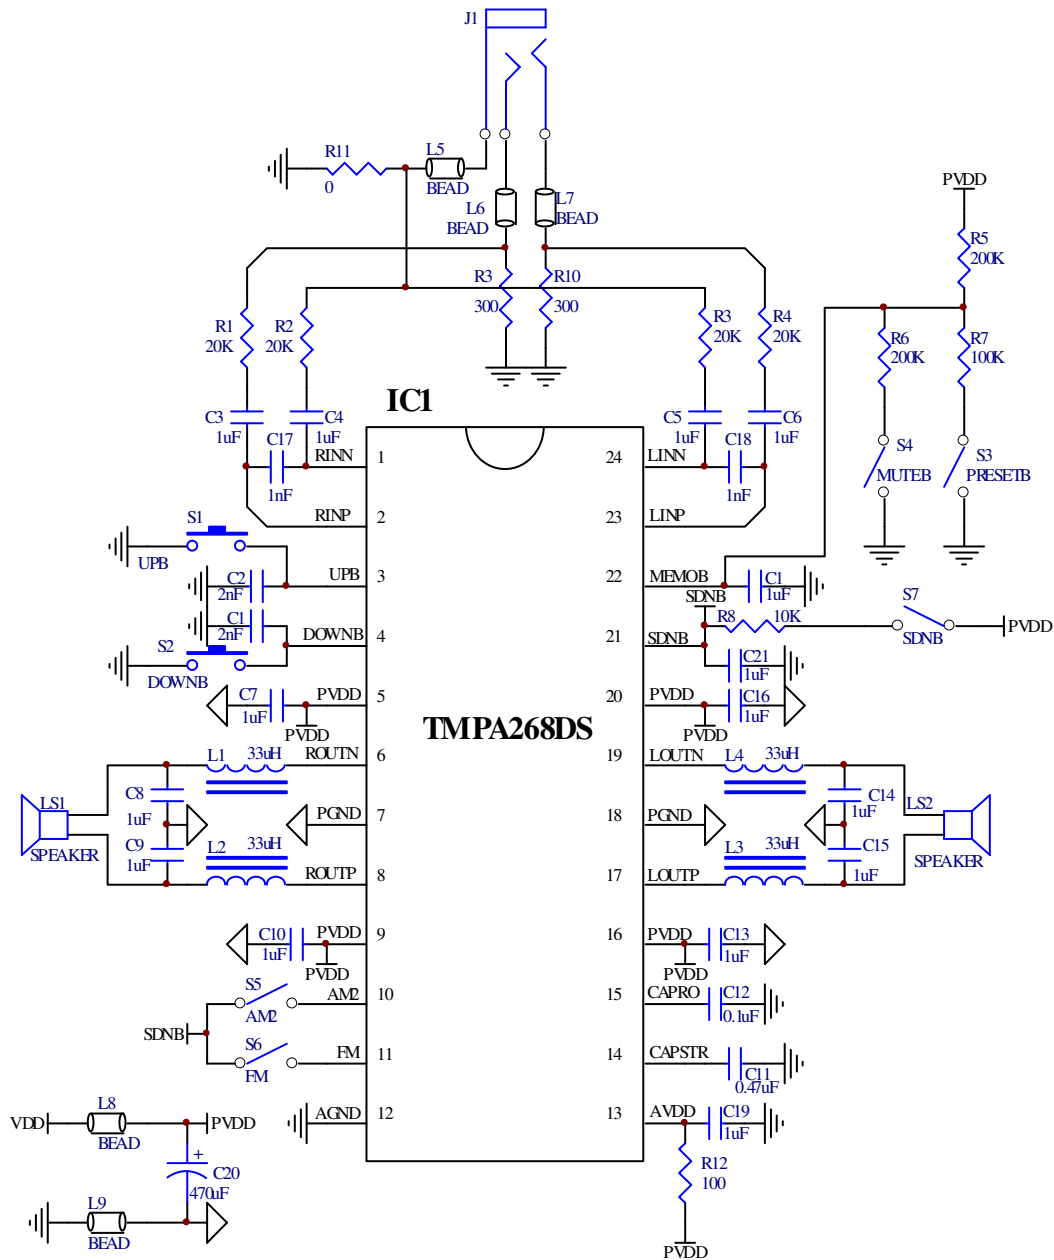 J1
R11
0
L5
BEAD
L6
BEAD
L7
BEAD
PVDD
R5
200K
R3
300
R10
300
R1
20K
R2
20K
R3
20K
R4
20K
R6
200K
R7
100K
IC1
C3
1uF
C4
1uF
C17
1nF
C5
1uF
C6
1uF
C18
1nF
S4
MUTEB
S3
PRESETB
RINN
1
24
LINN
RINP
2
23
LINP
S1
UPB
UPB
3
22
MEMOB
C2
2nF
C1
1uF
C1
2nF
SDNB
R8
10K
S7
SDNB
PVDD
DOWNB
4
21
SDNB
S2
DOWNB
C21
1uF
C7
1uF
PVDD
5
20
PVDD
C16
1uF
PVDD
PVDD
TMPA268DS
L1
33uH
ROUTN
6
19
LOUTN
L4
33uH
LS1
SPEAKER
C8
1uF
C9
1uF
PGND
7
18
PGND
C14
1uF
C15
1uF
LS2
SPEAKER
L2
33uH
ROUTP
8
17
LOUTP
L3
33uH
C10
1uF
PVDD
9
16
PVDD
C13
1uF
PVDD
PVDD
S5
AM2
AM2
10
15
CAPRO
C12
0.1uF
SDNB
S6
FM
FM
11
14
CAPSTR
C11
0.47uF
AGND
12
13
AVDD
C19
1uF
VDD
L8
BEAD
PVDD
C20
+
470uF
R12
100
L9
BEAD
PVDD